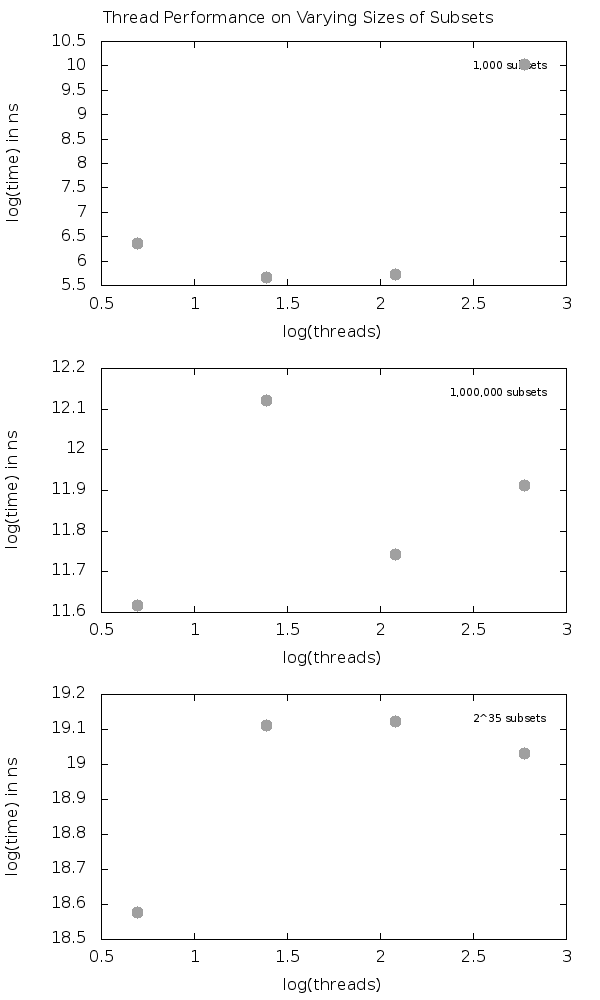 Thread Performance on Varying Sizes of Subsets
10.5
10
9.5
9
8.5
8
7.5
7
6.5
6
5.5
log(time) in ns
1,000 subsets
0.5 1 1.5 2 2.5 3
log(threads)
12.2
12.1
12
11.9
11.8
11.7
11.6
log(time) in ns
1,000,000 subsets
0.5 1 1.5 2 2.5 3
log(threads)
19.2
19.1
19
18.9
18.8
18.7
18.6
18.5
log(time) in ns
2^35 subsets
0.5 1 1.5 2 2.5 3
log(threads)